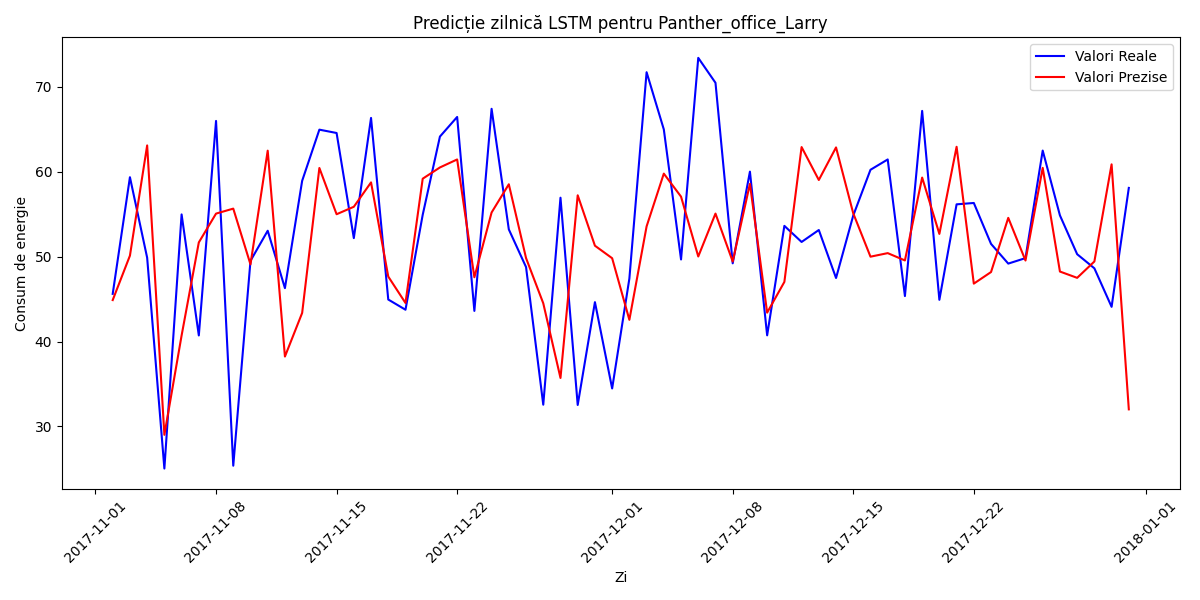 Predicție zilnică LSTM pentru Panther_office_Larry
Valori Reale
Valori Prezise
Consum de energie
70
60
50
40
30
2017-11-01
2017-11-08
2017-11-15
2017-11-22
2017-12-01
2017-12-08
2017-12-15
2017-12-22
2018-01-01
Zi